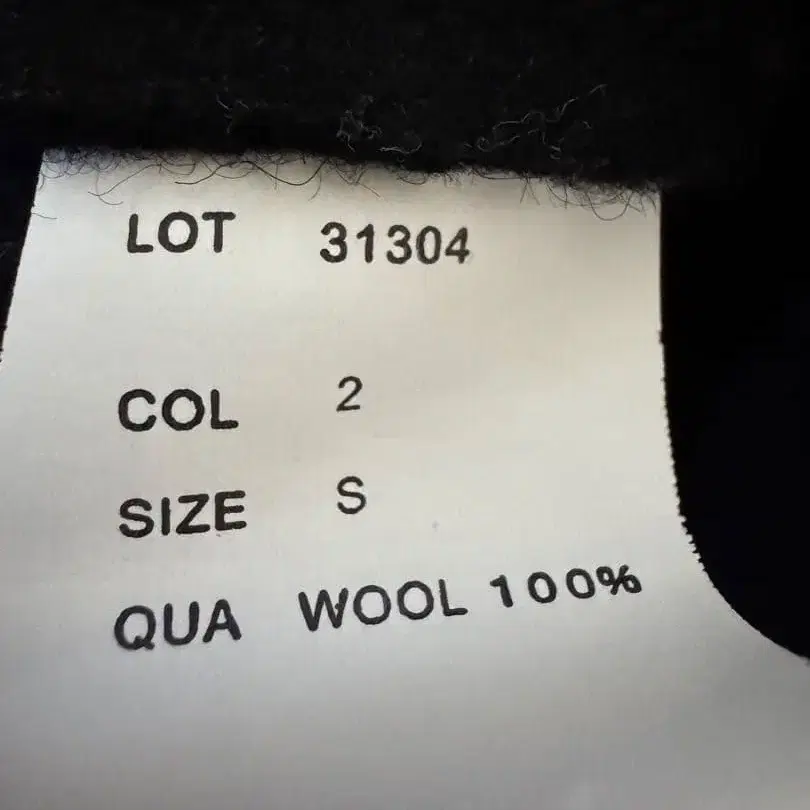 LOT 31304
COL 2
SIZE S
QUA WOOL 100%